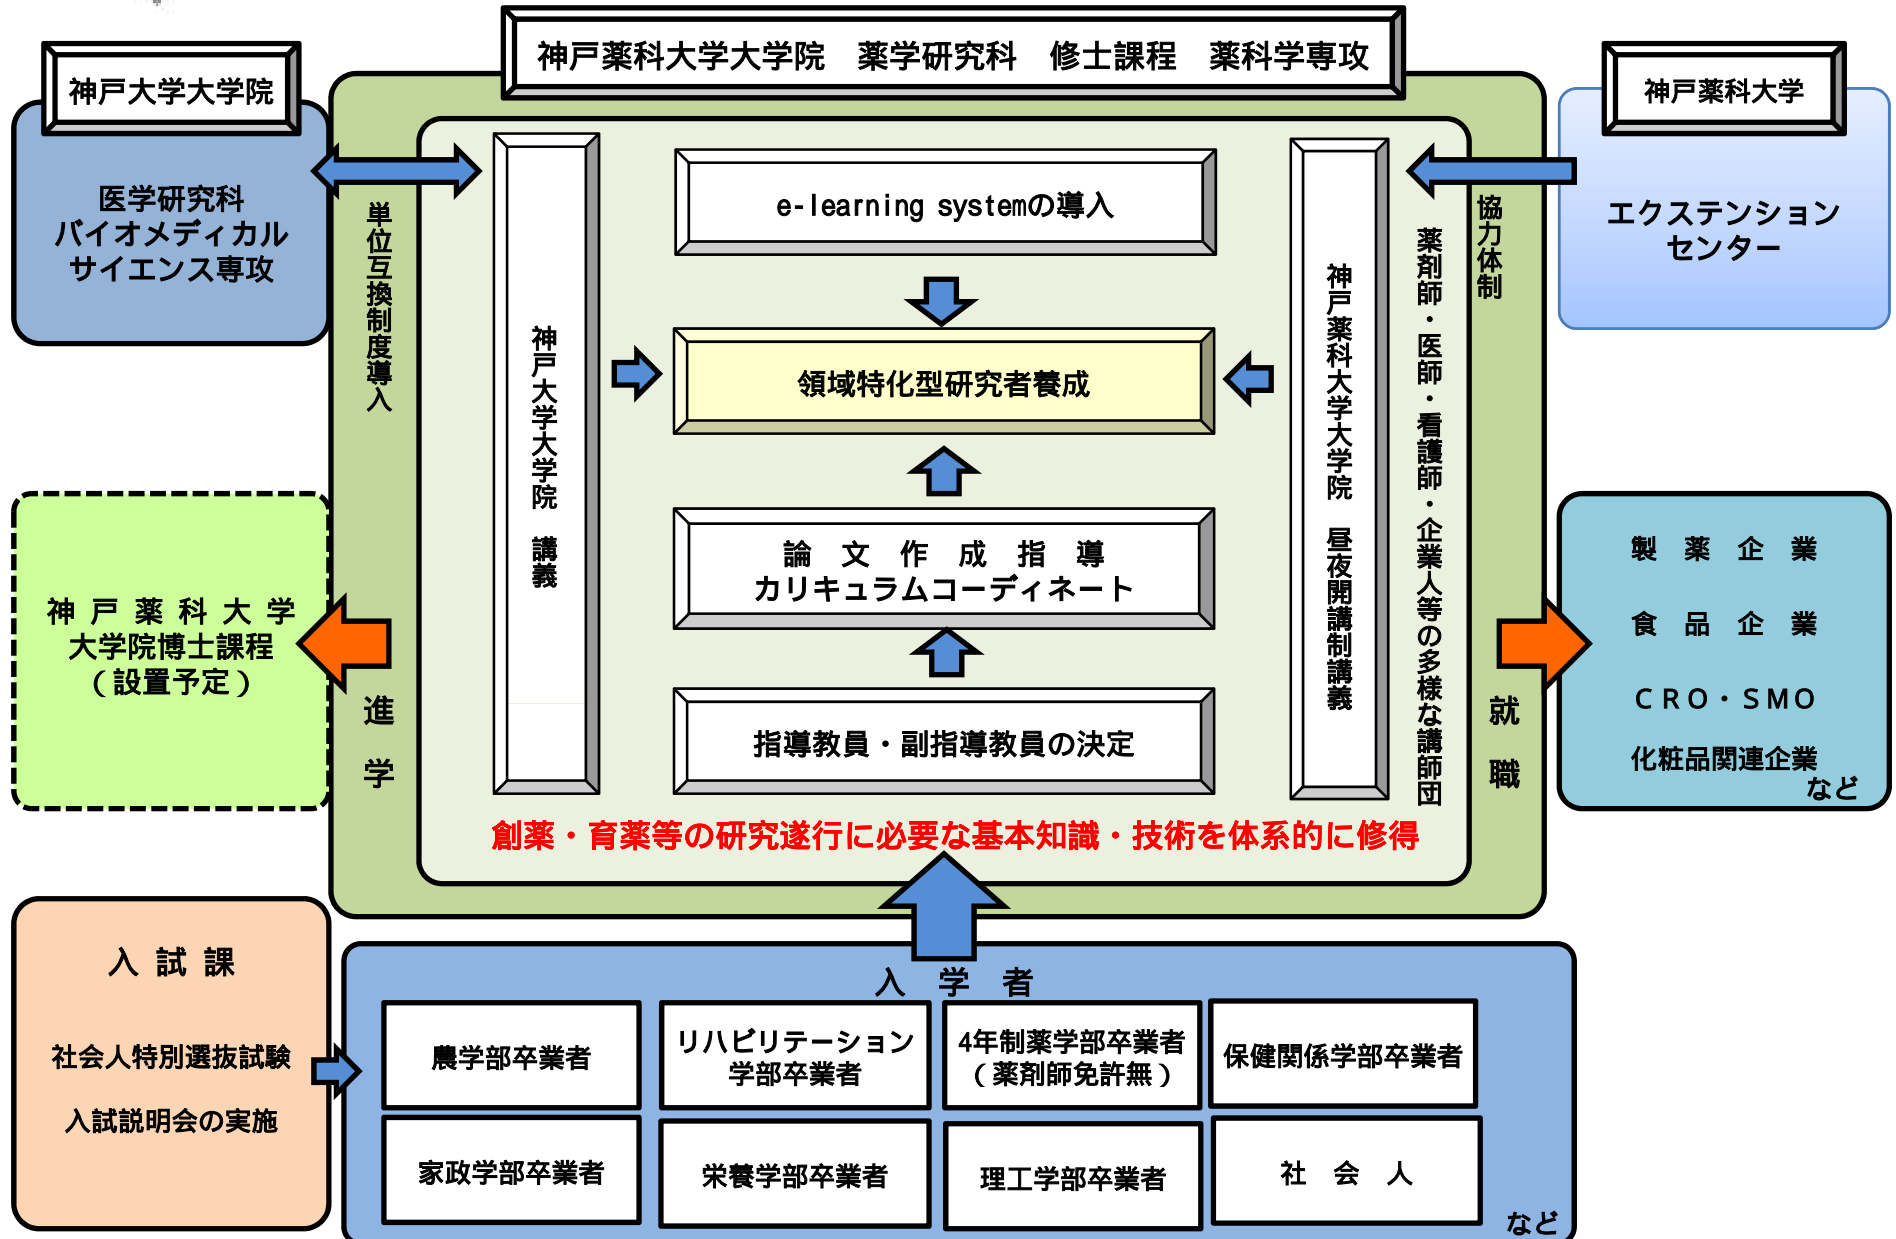 神戸薬科大学大学院　薬学研究科　修士課程　薬科学専攻
神戸大学大学院
医学研究科
バイオメディカル
サイエンス専攻
単位互換制度導入
神戸大学大学院　講義
e-learning systemの導入
領域特化型研究者養成
論　文　作　成　指　導
カリキュラムコーディネート
指導教員・副指導教員の決定
神戸薬科大学大学院　昼夜開講制講義
薬剤師・医師・看護師・企業人等の多様な講師団
協力体制
神戸薬科大学
エクステンション
センター
創薬・育薬等の研究遂行に必要な基本知識・技術を体系的に修得
神 戸 薬 科 大 学
大学院博士課程
（設置予定）
進　学
就　職
製　薬　企　業
食　品　企　業
ＣＲＯ・ＳＭＯ
化粧品関連企業
など
入 試 課
社会人特別選抜試験
入試説明会の実施
入　学　者
農学部卒業者
リハビリテーション
学部卒業者
4年制薬学部卒業者
（薬剤師免許無）
保健関係学部卒業者
家政学部卒業者
栄養学部卒業者
理工学部卒業者
社　会　人
など